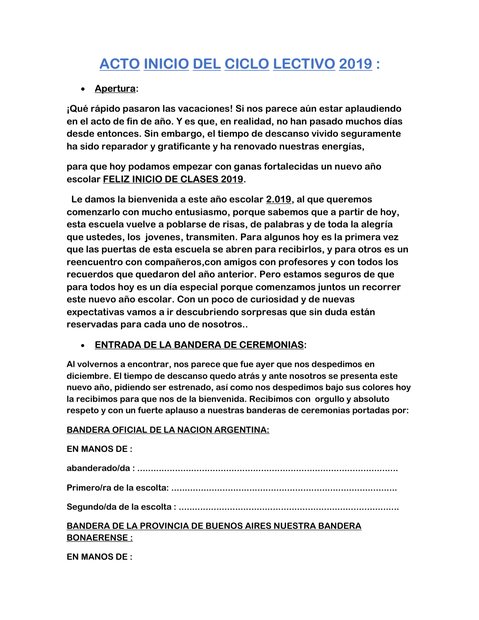 ACTO INICIO DEL CICLO LECTIVO 2019 :
• Apertura:
¡Qué rápido pasaron las vacaciones! Si nos parece aún estar aplaudiendo
en el acto de fin de año. Y es que, en realidad, no han pasado muchos días
desde entonces. Sin embargo, el tiempo de descanso vivido seguramente
ha sido reparador y gratificante y ha renovado nuestras energías,
para que hoy podamos empezar con ganas fortalecidas un nuevo año
escolar FELIZ INICIO DE CLASES 2019.
Le damos la bienvenida a este año escolar 2.019, al que queremos
comenzarlo con mucho entusiasmo, porque sabemos que a partir de hoy,
esta escuela vuelve a poblarse de risas, de palabras y de toda la alegría
que ustedes, los jovenes, transmiten. Para algunos hoy es la primera vez
que las puertas de esta escuela se abren para recibirlos, y para otros es un
reencuentro con compañeros,con amigos con profesores y con todos los
recuerdos que quedaron del año anterior. Pero estamos seguros de que
para todos hoy es un día especial porque comenzamos juntos un recorrer
este nuevo año escolar. Con un poco de curiosidad y de nuevas
expectativas vamos a ir descubriendo sorpresas que sin duda están
reservadas para cada uno de nosotros..
• ENTRADA DE LA BANDERA DE CEREMONIAS:
Al volvernos a encontrar, nos parece que fue ayer que nos despedimos en
diciembre. El tiempo de descanso quedo atrás y ante nosotros se presenta este
nuevo año, pidiendo ser estrenado, así como nos despedimos bajo sus colores hoy
la recibimos para que nos de la bienvenida. Recibimos con orgullo y absoluto
respeto y con un fuerte aplauso a nuestras banderas de ceremonias portadas por:
BANDERA OFICIAL DE LA NACION ARGENTINA:
EN MANOS DE :
abanderado/da : ....................................................................................................
Primero/ra de la escolta: .......................................................................................
Segundo/da de la escolta : .....................................................................................
BANDERA DE LA PROVINCIA DE BUENOS AIRES NUESTRA BANDERA
BONAERENSE :
EN MANOS DE :